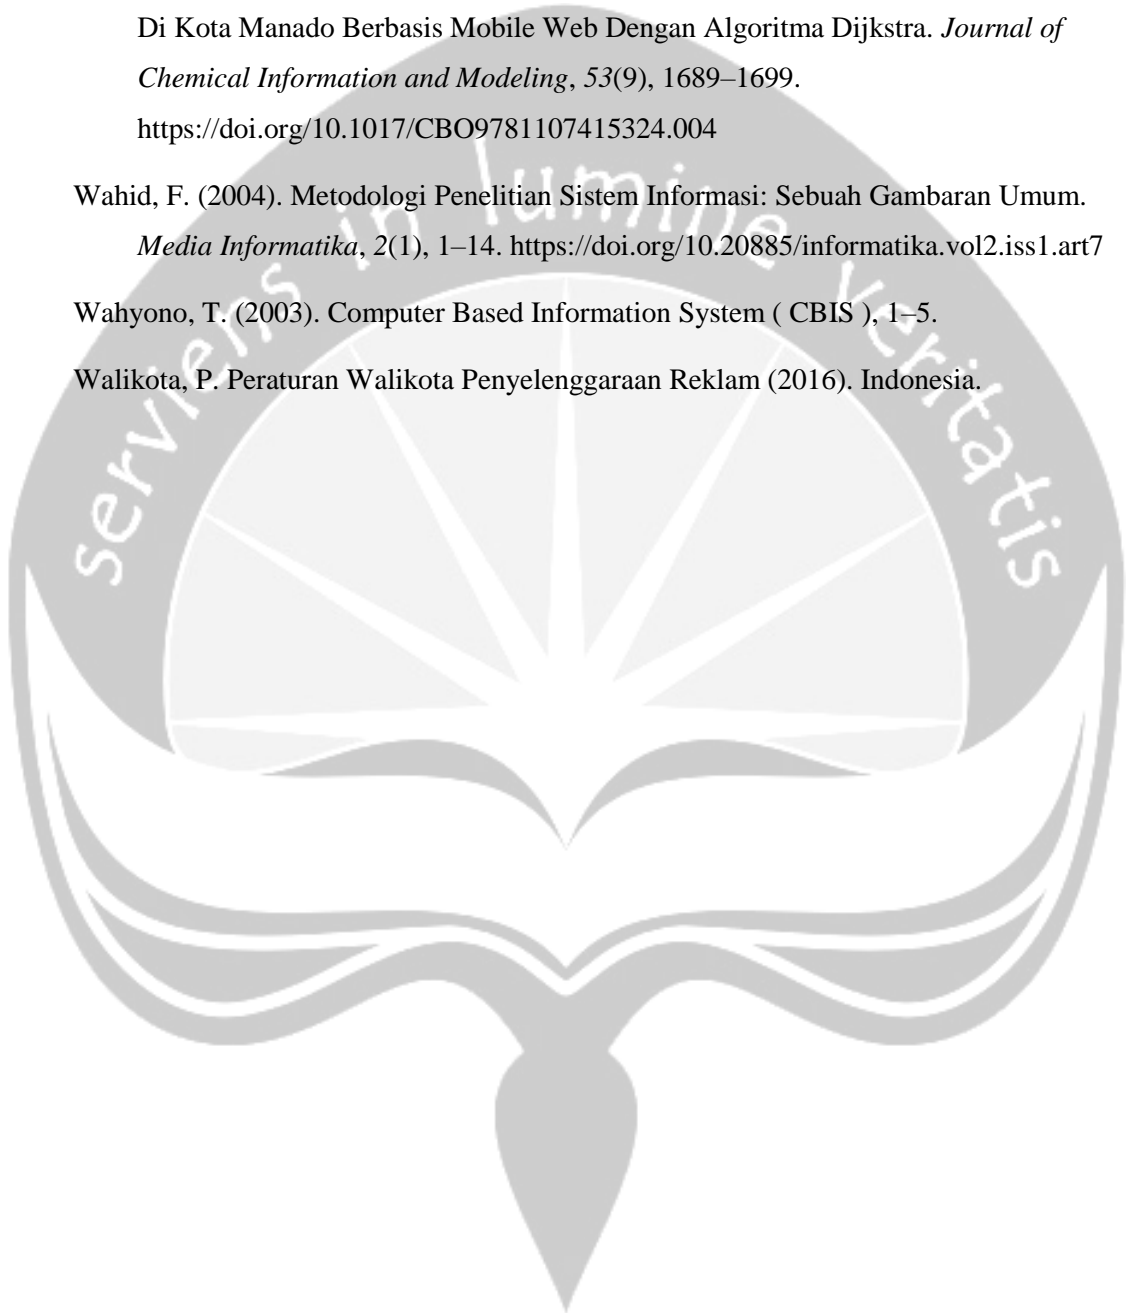 Di Kota Manado Berbasis Mobile Web Dengan Algoritma Dijkstra. Journal of
Chemical Information and Modeling, 53(9), 1689–1699.
https://doi.org/10.1017/CBO9781107415324.004
Wahid, F. (2004). Metodologi Penelitian Sistem Informasi: Sebuah Gambaran Umum.
Media Informatika, 2(1), 1–14. https://doi.org/10.20885/informatika.vol2.iss1.art7
Wahyono, T. (2003). Computer Based Information System ( CBIS ), 1–5.
Walikota, P. Peraturan Walikota Penyelenggaraan Reklam (2016). Indonesia.
serviens in lumine veritatis